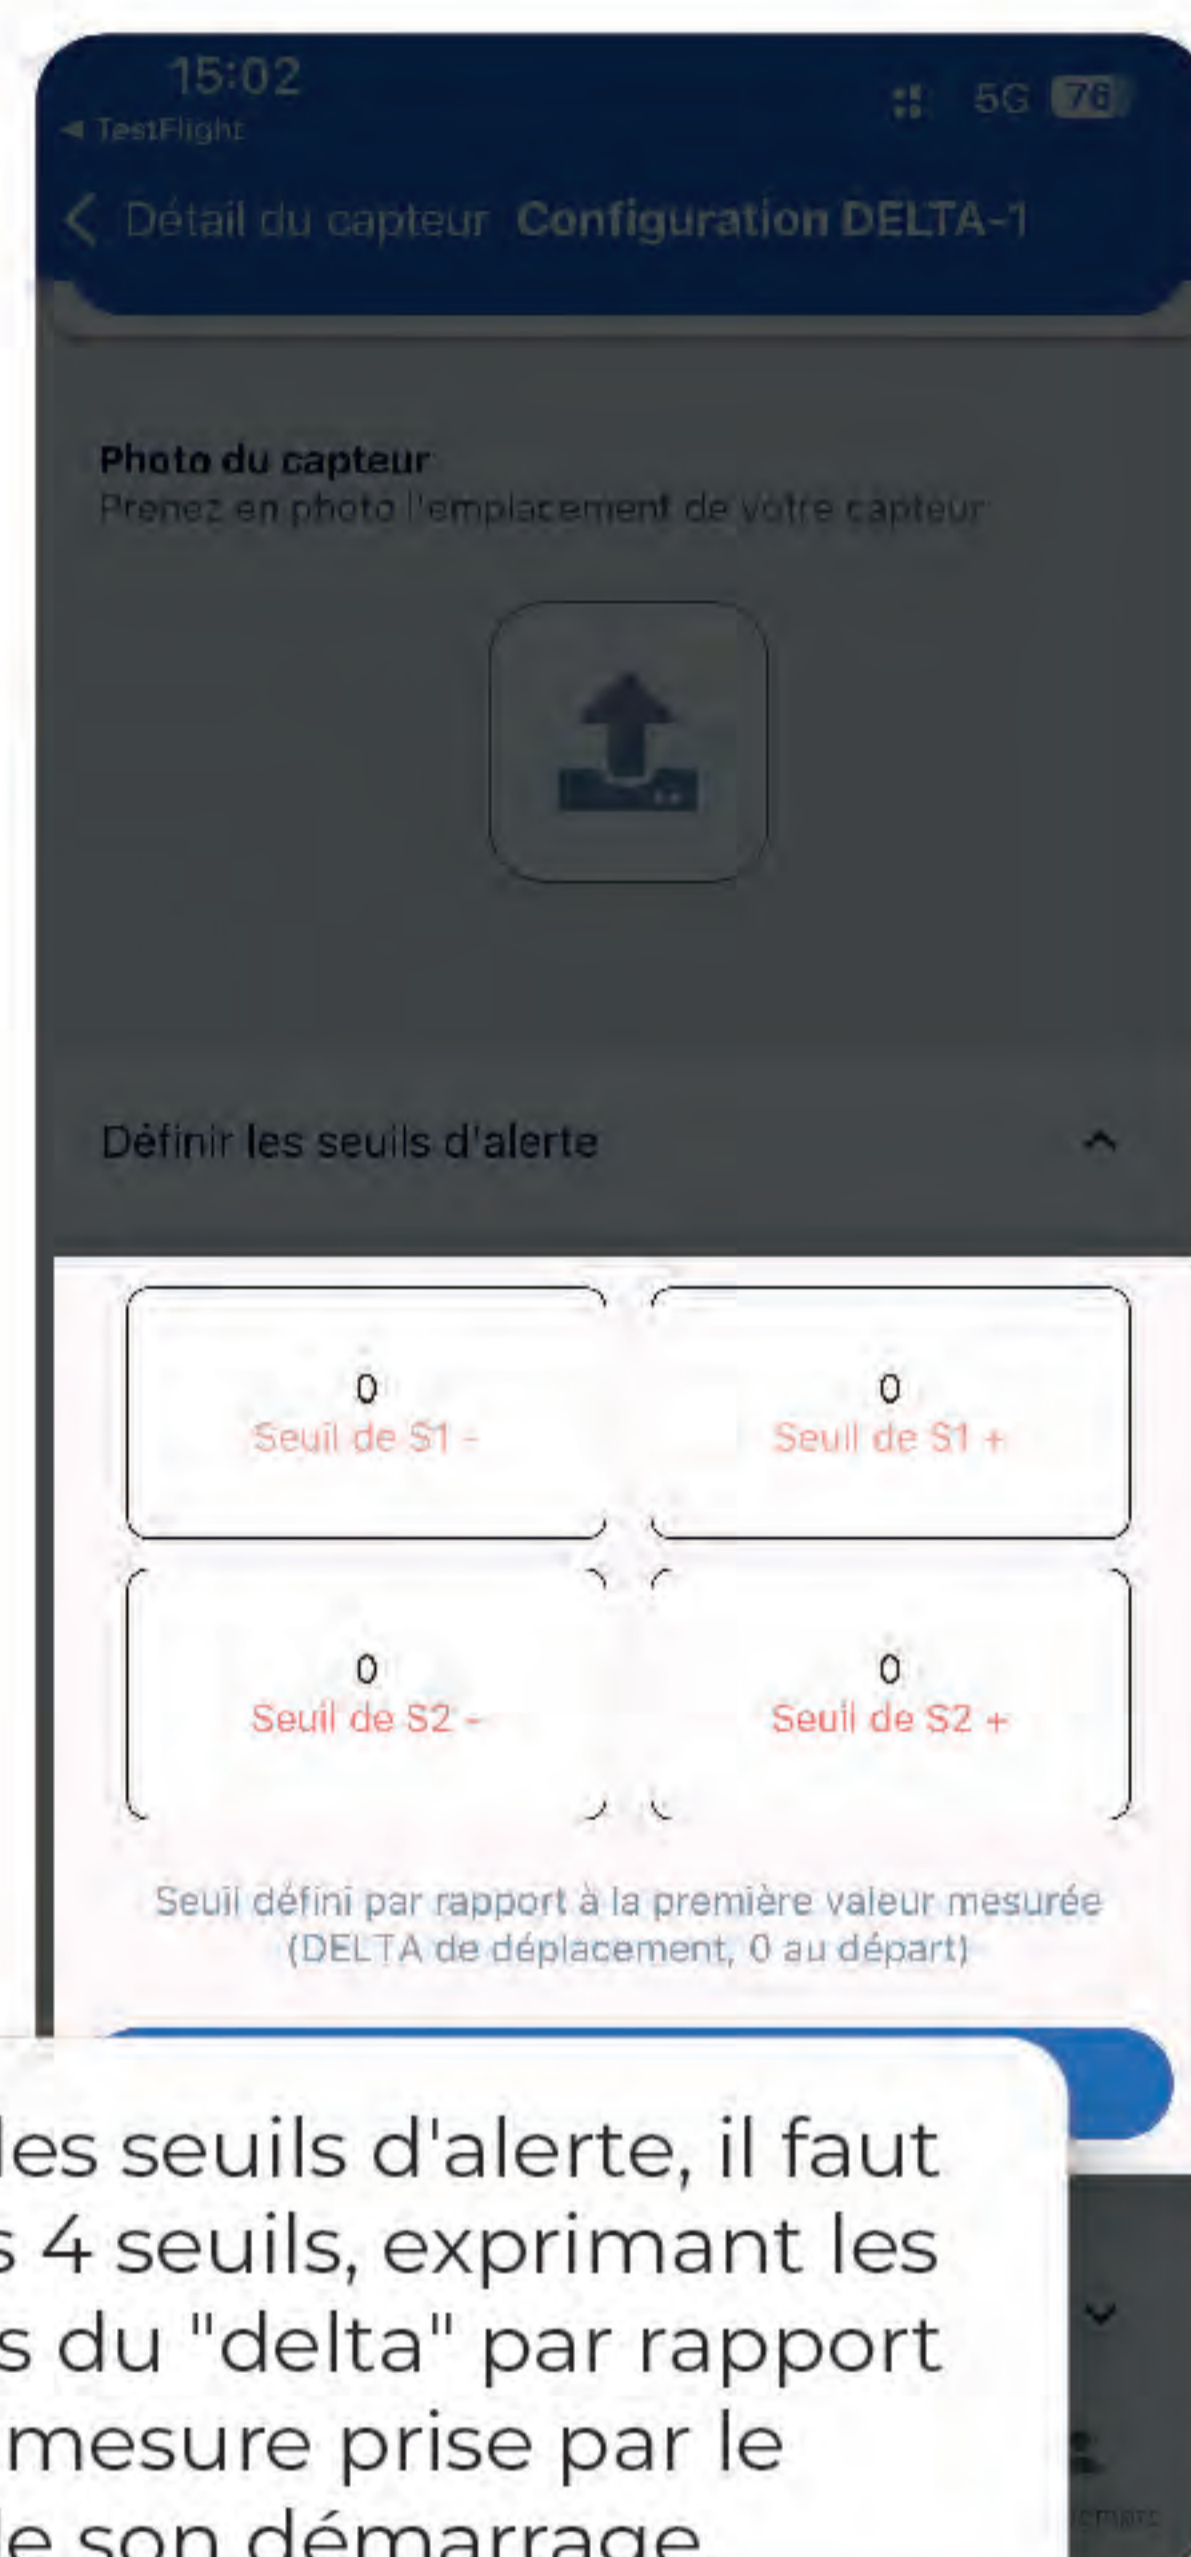 15:02
5G 76
◄ TestFlight
Détail du capteur Configuration DELTA-1
Photo du capteur
Prenez en photo l'emplacement de votre capteur
Définir les seuils d'alerte
0 0
Seuil de S1 - Seuil de S1 +
0 0
Seuil de S2 - Seuil de S2 +
Seuil défini par rapport à la première valeur mesurée
(DELTA de déplacement, 0 au départ)
les seuils d'alerte, il faut
s 4 seuils, exprimant les
s du "delta" par rapport
mesure prise par le
son démarrage